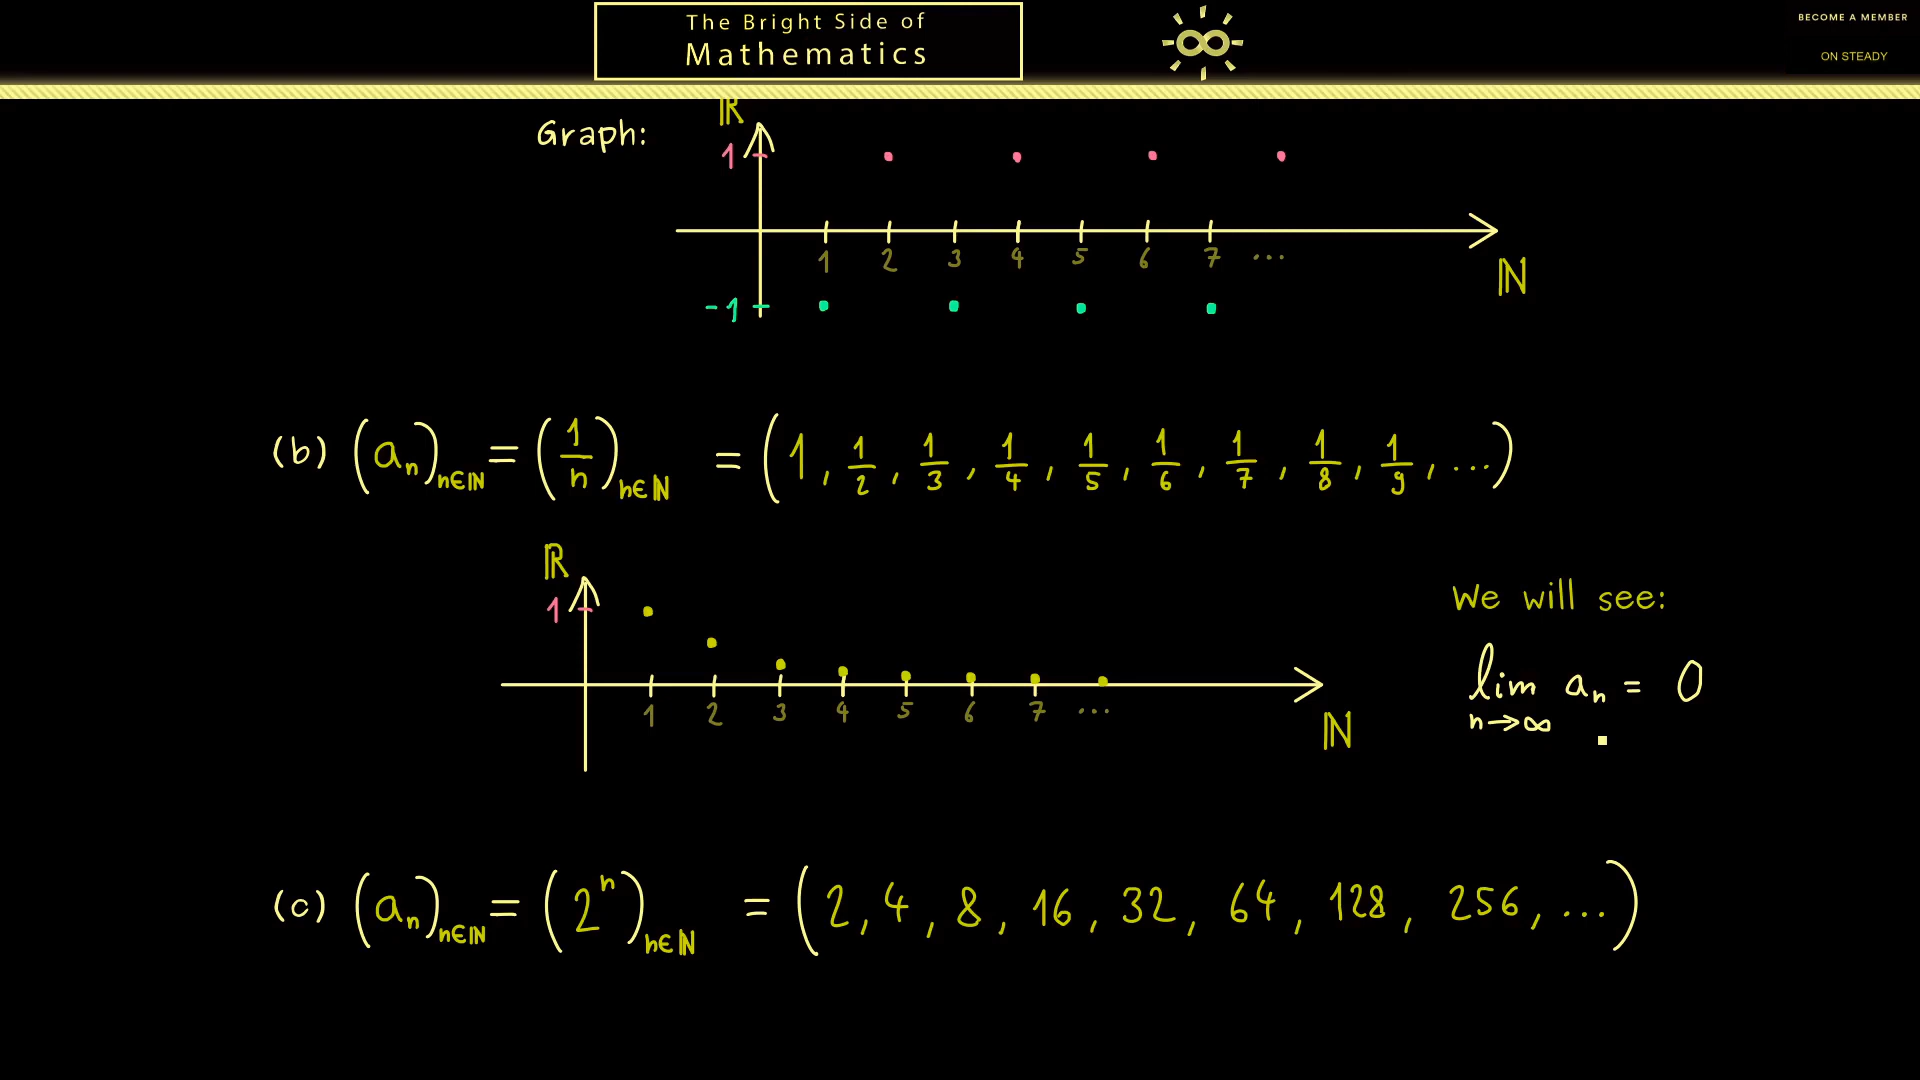 The Bright Side of
Mathematics
BECOME A MEMBER
ON STEADY
Graph:
ℝ
1
1 2 3 4 5 6 7 ...
ℕ
-1
(b) (aₙ)ₙ∈ℕ = (1/n)ₙ∈ℕ = (1, 1/2, 1/3, 1/4, 1/5, 1/6, 1/7, 1/8, 1/9, ...)
ℝ
1
1 2 3 4 5 6 7 ...
ℕ
We will see:
lim aₙ = 0
n→∞
(c) (aₙ)ₙ∈ℕ = (2ⁿ)ₙ∈ℕ = (2, 4, 8, 16, 32, 64, 128, 256, ...)